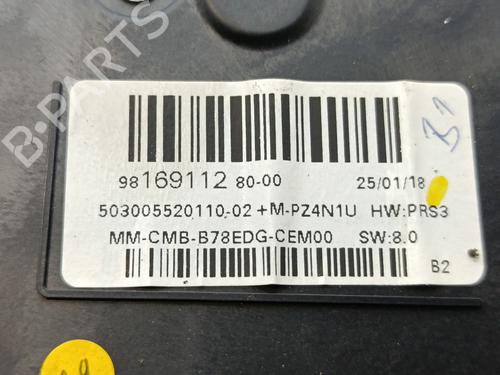 B-PARTS
98169112 80-00 25/01/18
503005520110-02+M-PZ4N1U HW:PRS3
MM-CMB-B78EDG-CEM00 SW:8.0
B2